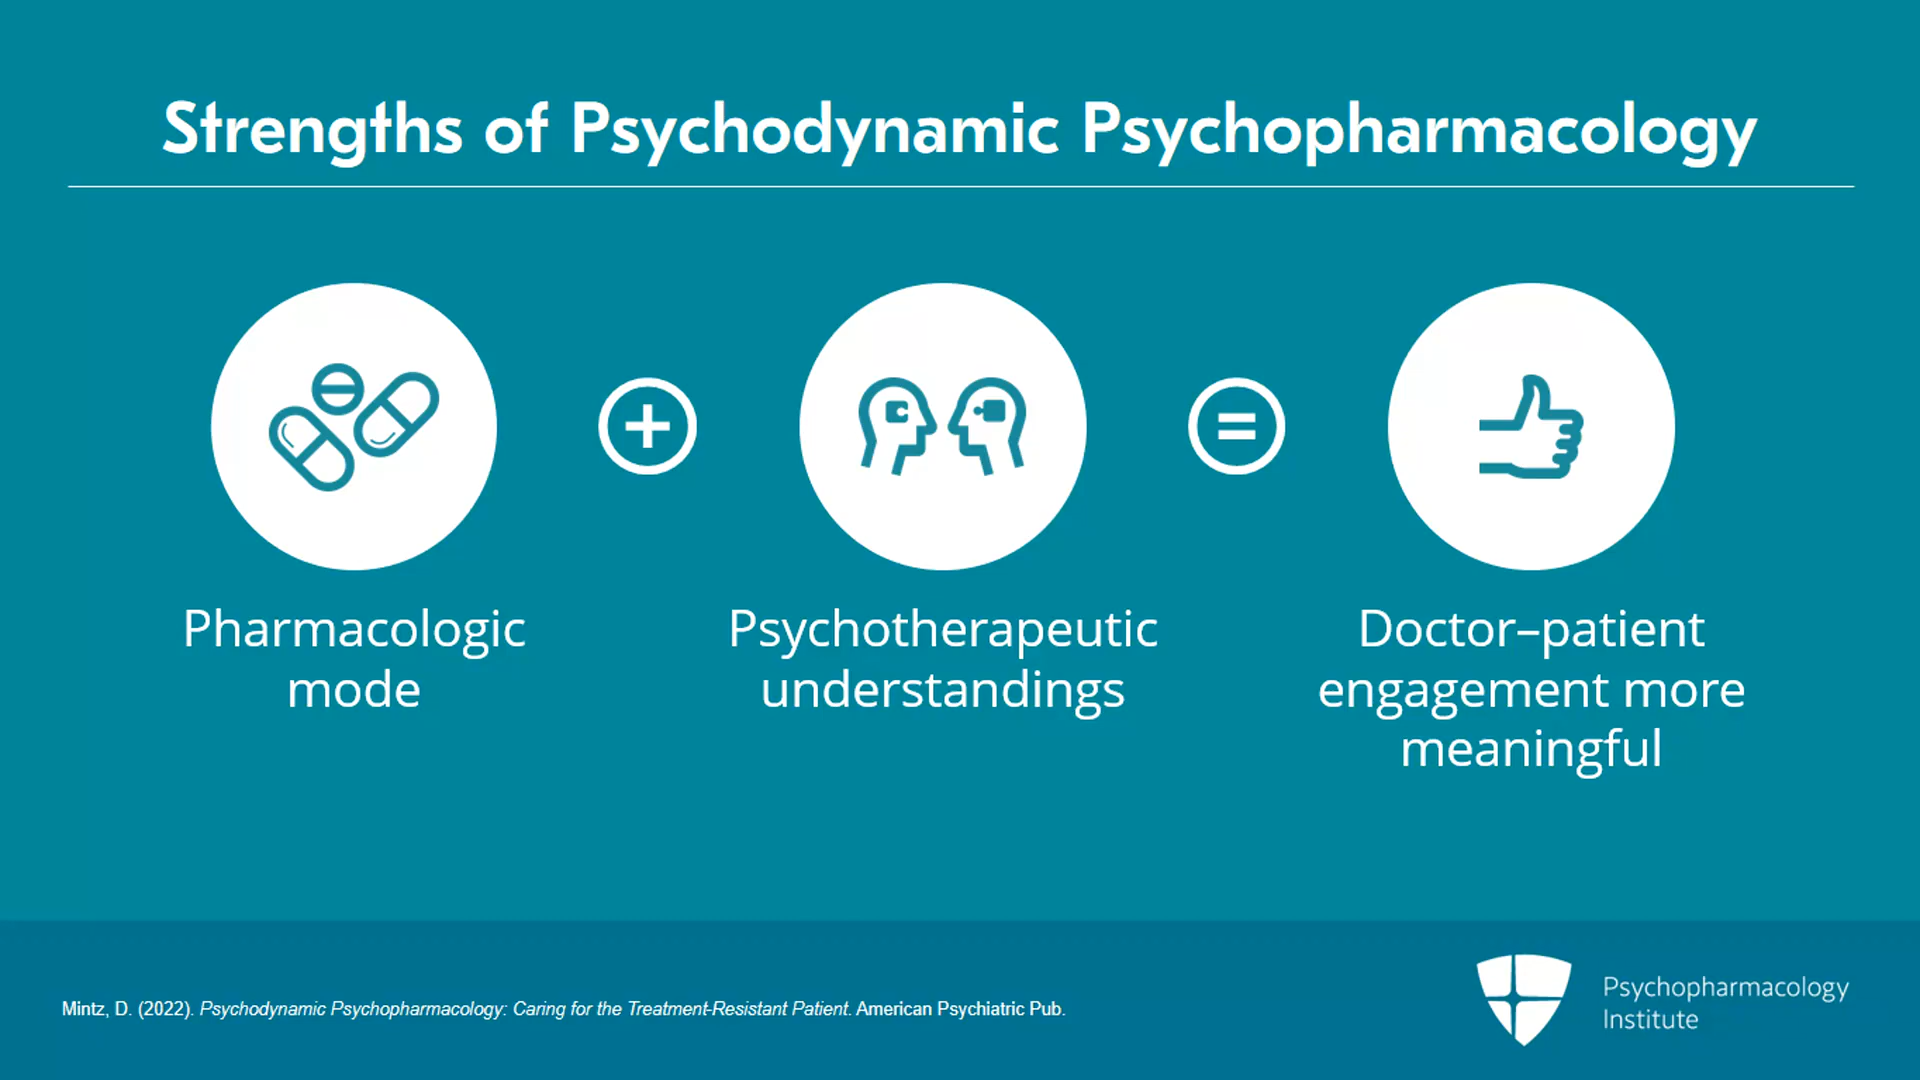 Strengths of Psychodynamic Psychopharmacology
Pharmacologic
mode
Psychotherapeutic
understandings
Doctor–patient
engagement more
meaningful
Mintz, D. (2022). Psychodynamic Psychopharmacology: Caring for the Treatment-Resistant Patient. American Psychiatric Pub.
Psychopharmacology
Institute